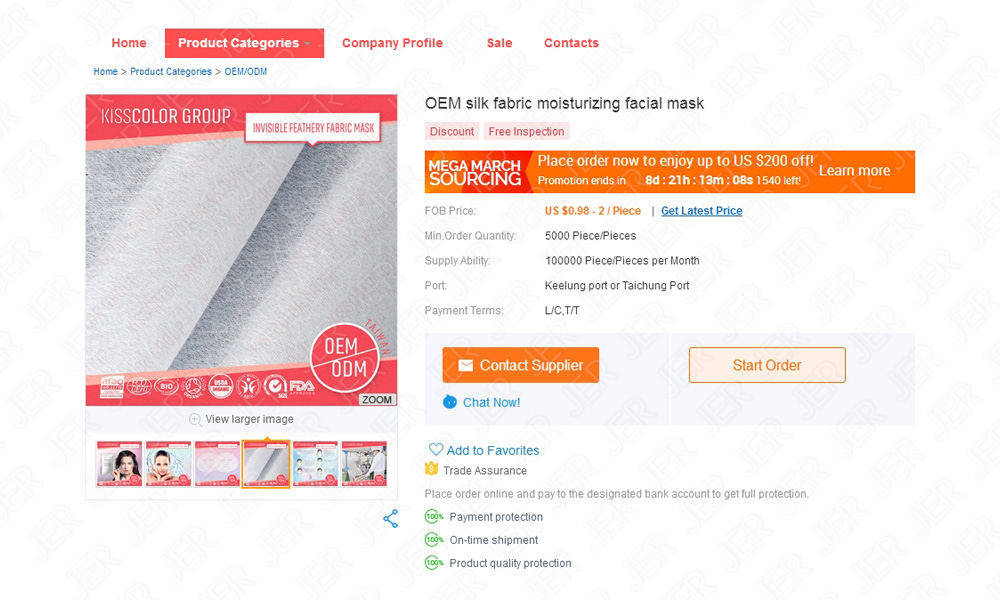 Home
Product Categories
Company Profile
Sale
Contacts
Home > Product Categories > OEM/ODM
KISSCOLOR GROUP
INVISIBLE FEATHERY FABRIC MASK
TAIWAN
OEM
ODM
BIO
ORGANIC
USDA
ORGANIC
SGS
FDA
APPROVED
ZOOM
View larger image
OEM silk fabric moisturizing facial mask
Discount
Free Inspection
MEGA MARCH
SOURCING
Place order now to enjoy up to US $200 off!
Promotion ends in 8d : 21h : 13m : 08s 1540 left!
Learn more
FOB Price: US $0.98 - 2 / Piece | Get Latest Price
Min.Order Quantity: 5000 Piece/Pieces
Supply Ability: 100000 Piece/Pieces per Month
Port: Keelung port or Taichung Port
Payment Terms: L/C,T/T
Contact Supplier
Start Order
Chat Now!
Add to Favorites
Trade Assurance
Place order online and pay to the designated bank account to get full protection.
100% Payment protection
100% On-time shipment
100% Product quality protection
JER